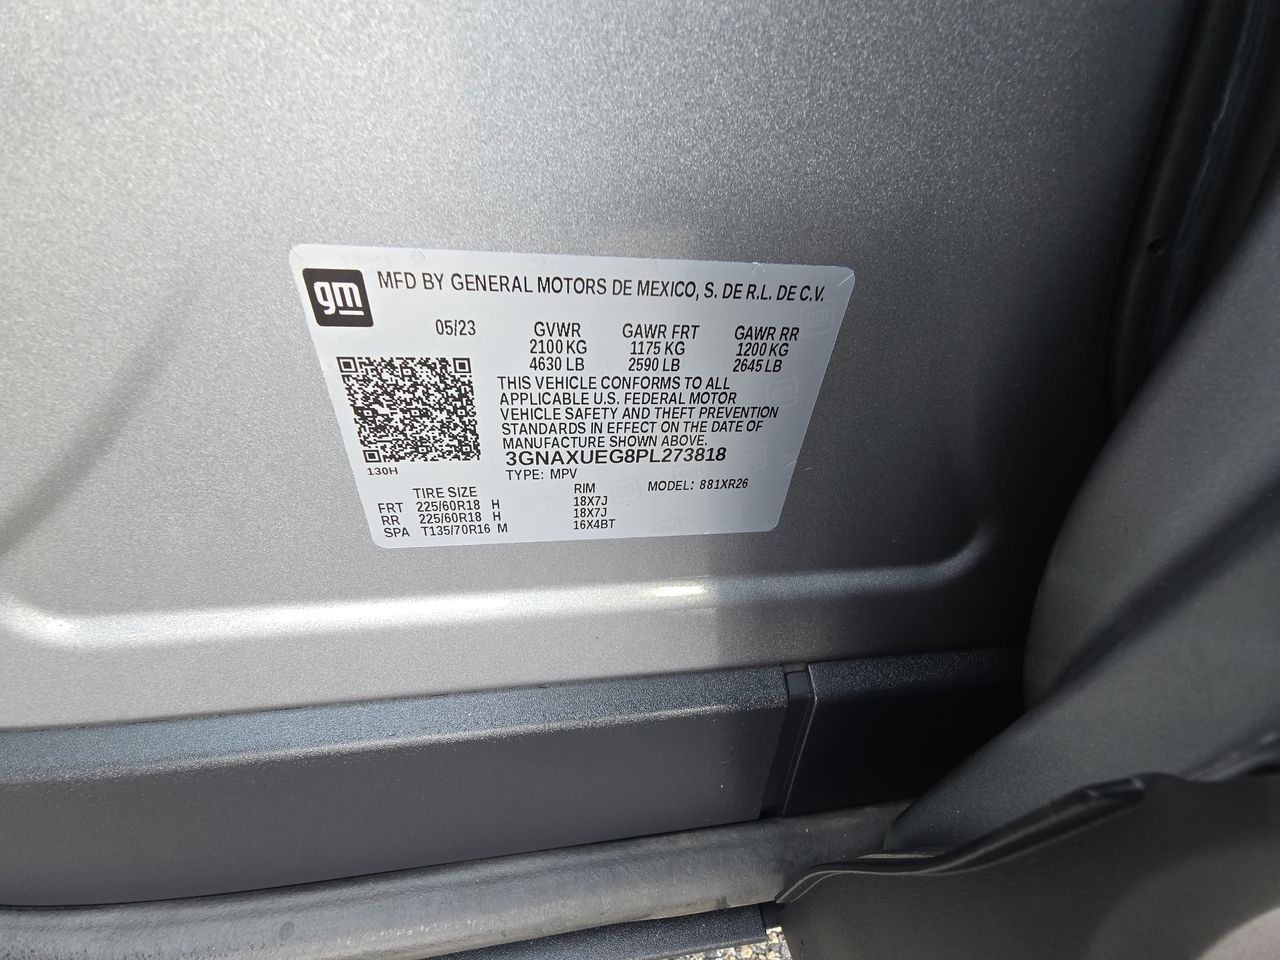 gm
MFD BY GENERAL MOTORS DE MEXICO, S. DE R.L. DE C.V.
05/23 GVWR GAWR FRT GAWR RR
2100 KG 1175 KG 1200 KG
4630 LB 2590 LB 2645 LB
THIS VEHICLE CONFORMS TO ALL
APPLICABLE U.S. FEDERAL MOTOR
VEHICLE SAFETY AND THEFT PREVENTION
STANDARDS IN EFFECT ON THE DATE OF
MANUFACTURE SHOWN ABOVE.
3GNAXUEG8PL273818
130H
TYPE: MPV
TIRE SIZE RIM MODEL: 881XR26
FRT 225/60R18 H 18X7J
RR 225/60R18 H 18X7J
SPA T135/70R16 M 16X4BT